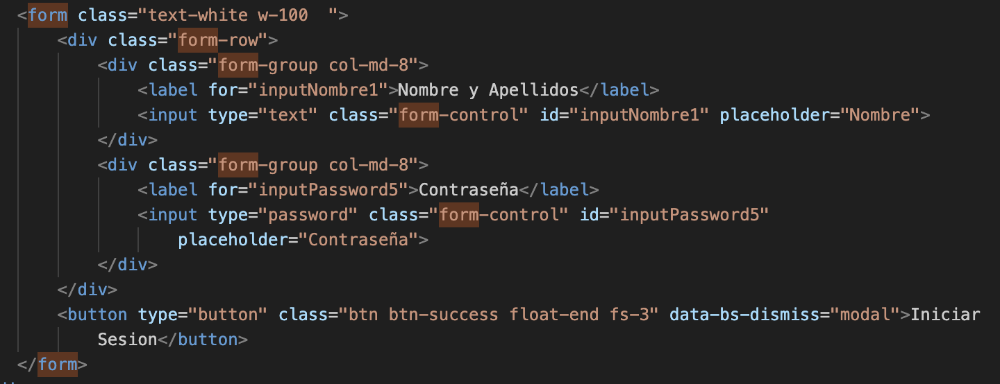 <form class="text-white w-100  ">
<div class="form-row">
<div class="form-group col-md-8">
<label for="inputNombre1">Nombre y Apellidos</label>
<input type="text" class="form-control" id="inputNombre1" placeholder="Nombre">
</div>
<div class="form-group col-md-8">
<label for="inputPassword5">Contraseña</label>
<input type="password" class="form-control" id="inputPassword5"
placeholder="Contraseña">
</div>
</div>
<button type="button" class="btn btn-success float-end fs-3" data-bs-dismiss="modal">Iniciar
Sesion</button>
</form>